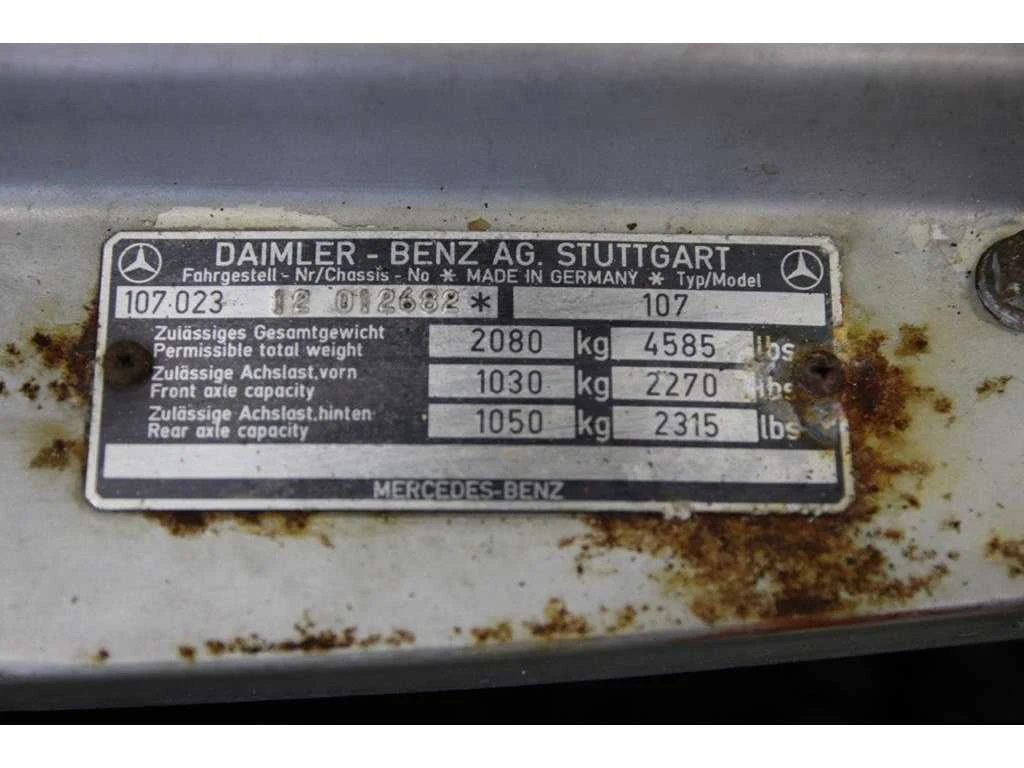 DAIMLER - BENZ AG. STUTTGART
Fahrgestell - Nr/Chassis - No * MADE IN GERMANY * Typ/Model
107.023 12 012682 * 107
Zulässiges Gesamtgewicht
Permissible total weight 2080 kg 4585 lbs
Zulässige Achslast, vorn
Front axle capacity 1030 kg 2270 lbs
Zulässige Achslast, hinten
Rear axle capacity 1050 kg 2315 lbs
MERCEDES-BENZ